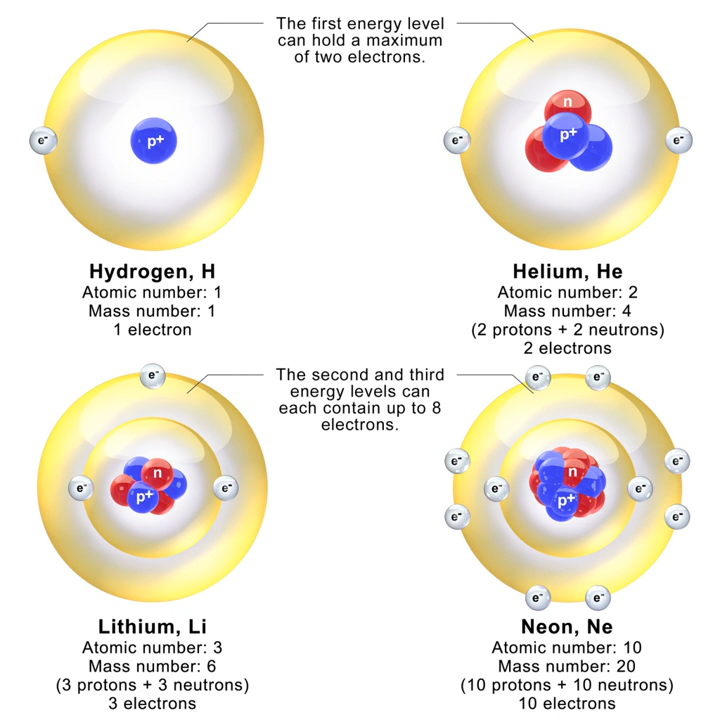 The first energy level
can hold a maximum
of two electrons.
e-
p+
e-
n
p+
e-
Hydrogen, H
Atomic number: 1
Mass number: 1
1 electron
Helium, He
Atomic number: 2
Mass number: 4
(2 protons + 2 neutrons)
2 electrons
The second and third
energy levels can
each contain up to 8
electrons.
e-
e-
n
p+
e-
e-
e-
e-
e-
e-
n
p+
e-
e-
e-
e-
e-
Lithium, Li
Atomic number: 3
Mass number: 6
(3 protons + 3 neutrons)
3 electrons
Neon, Ne
Atomic number: 10
Mass number: 20
(10 protons + 10 neutrons)
10 electrons